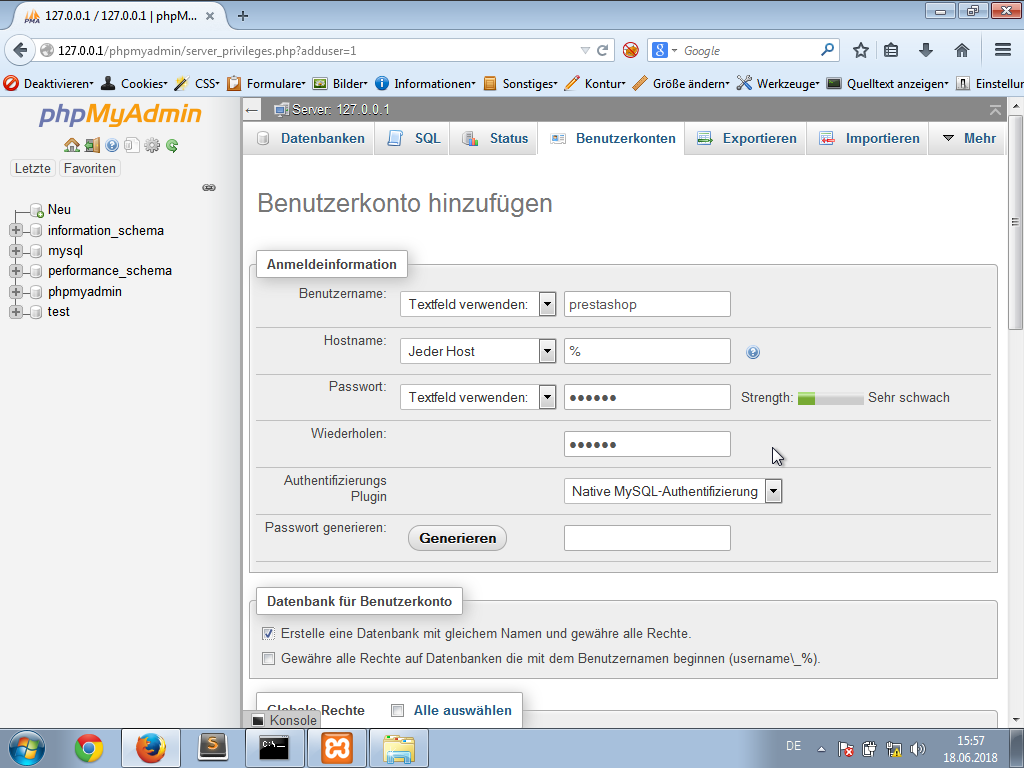 127.0.0.1 / 127.0.0.1 | phpM...
127.0.0.1/phpmyadmin/server_privileges.php?adduser=1
Google
Deaktivieren Cookies CSS Formulare Bilder Informationen Sonstiges Kontur Größe ändern Werkzeuge Quelltext anzeigen Einstellu
phpMyAdmin
Letzte Favoriten
Neu
information_schema
mysql
performance_schema
phpmyadmin
test
Server: 127.0.0.1
Datenbanken SQL Status Benutzerkonten Exportieren Importieren Mehr
Benutzerkonto hinzufügen
Anmeldeinformation
Benutzername: Textfeld verwenden: prestashop
Hostname: Jeder Host %
Passwort: Textfeld verwenden: •••••• Strength: Sehr schwach
Wiederholen: ••••••
Authentifizierungs
Plugin
Native MySQL-Authentifizierung
Passwort generieren: Generieren
Datenbank für Benutzerkonto
Erstelle eine Datenbank mit gleichem Namen und gewähre alle Rechte.
Gewähre alle Rechte auf Datenbanken die mit dem Benutzernamen beginnen (username\_%).
Globale Rechte Alle auswählen
Konsole
DE
15:57
18.06.2018